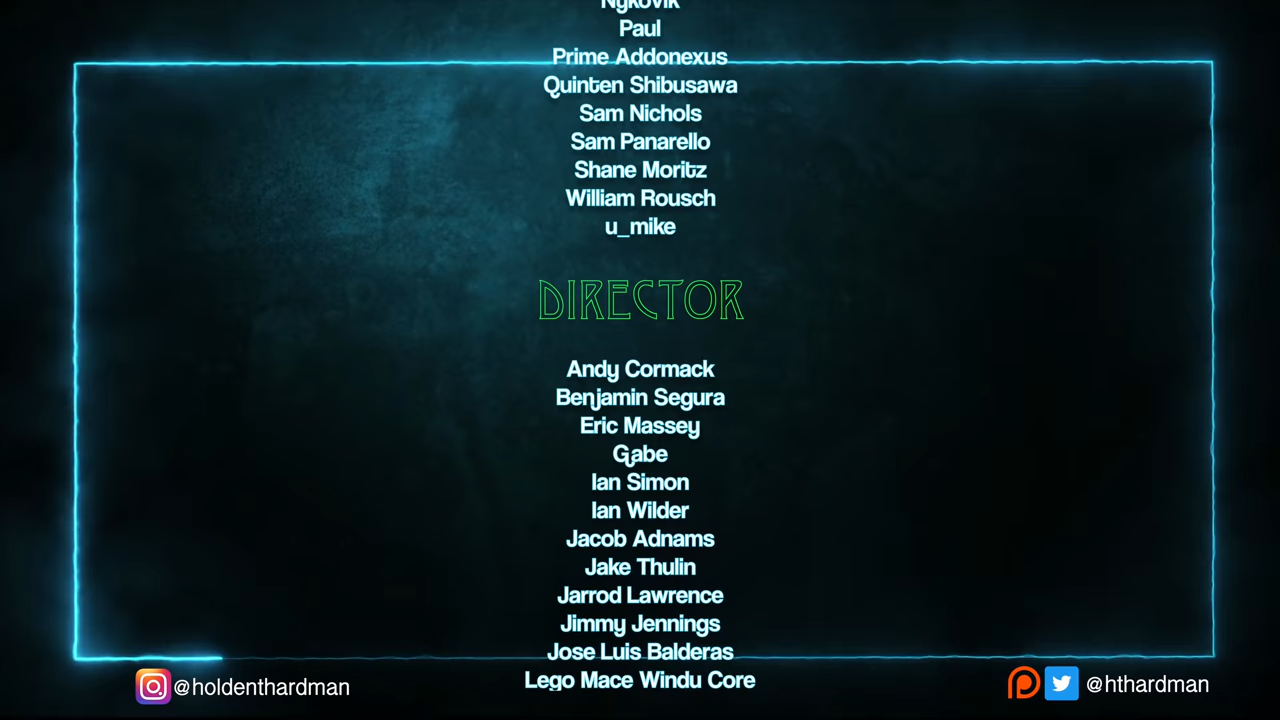 Nykovik
Paul
Prime Addonexus
Quinten Shibusawa
Sam Nichols
Sam Panarello
Shane Moritz
William Rousch
u_mike
DIRECTOR
Andy Cormack
Benjamin Segura
Eric Massey
Gabe
Ian Simon
Ian Wilder
Jacob Adnams
Jake Thulin
Jarrod Lawrence
Jimmy Jennings
Jose Luis Balderas
Lego Mace Windu Core
@holdenthardman
@hthardman